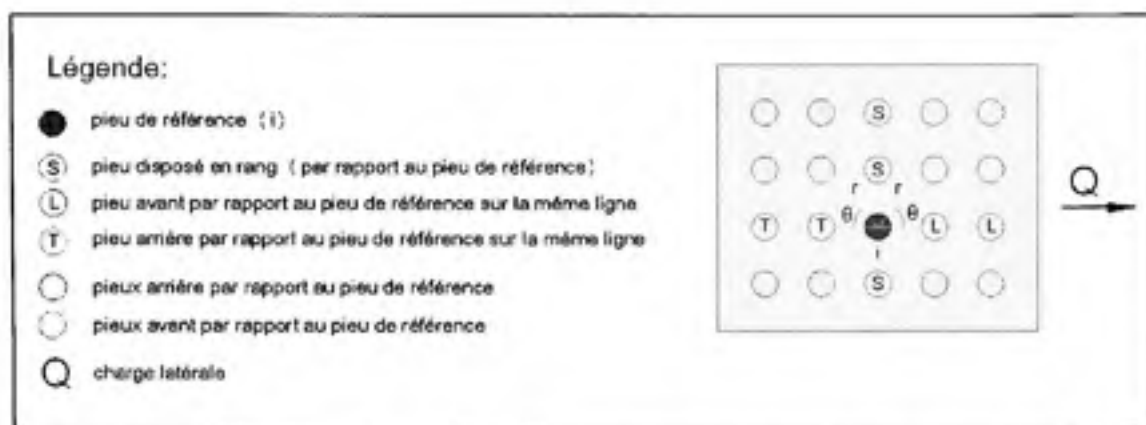 Légende:
pieu de référence (i)
S pieu disposé en rang (par rapport au pieu de référence)
L pieu avant par rapport au pieu de référence sur la même ligne
T pieu arrière par rapport au pieu de référence sur la même ligne
pieux arrière par rapport au pieu de référence
pieux avant par rapport au pieu de référence
Q charge latérale
S
S
r r
θ θ
T T L L
i
S
Q